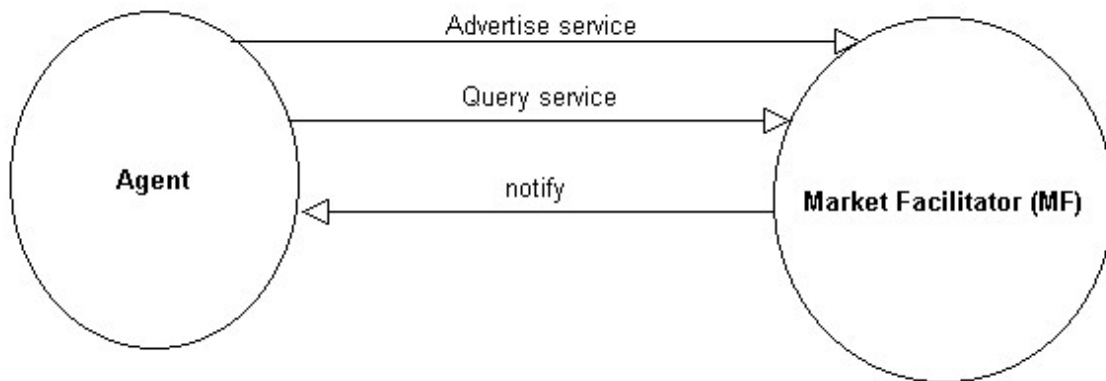 Advertise service
Query service
Agent
notify
Market Facilitator (MF)